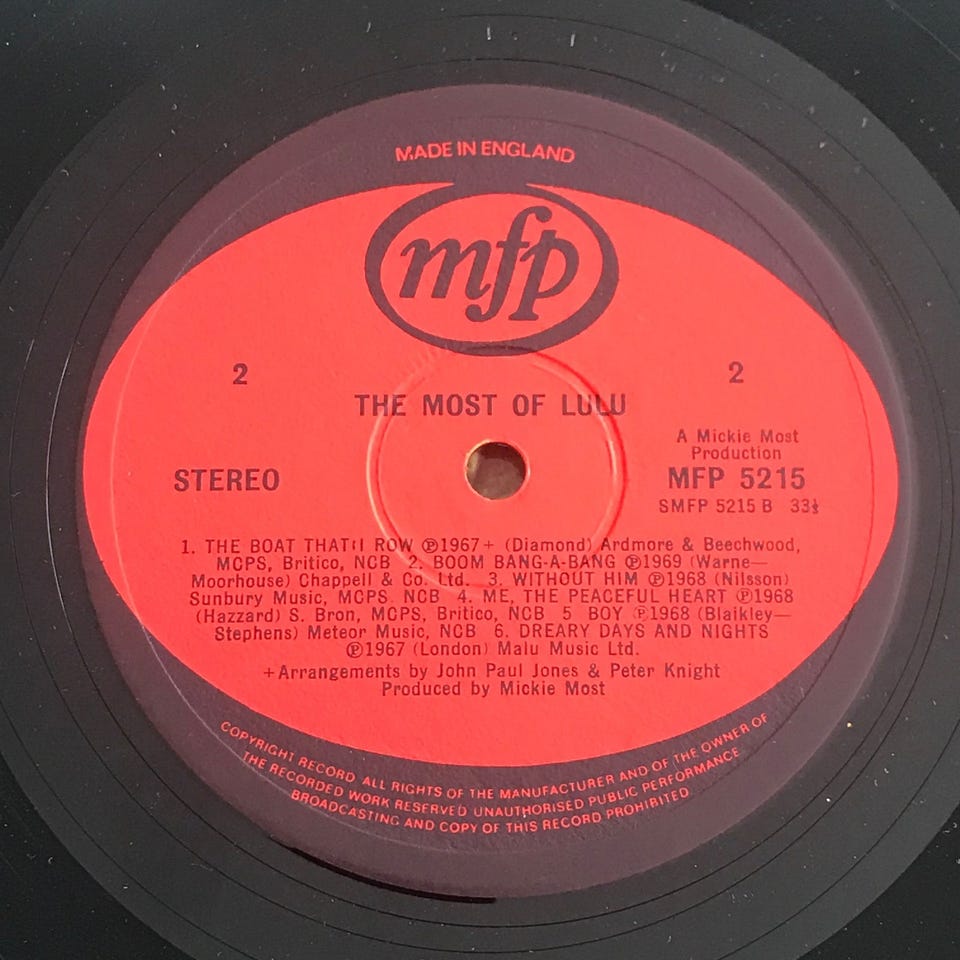 MADE IN ENGLAND
mfp
2 2
THE MOST OF LULU
A Mickie Most
Production
STEREO MFP 5215
SMFP 5215 B 33⅓
1. THE BOAT THAT I ROW ℗1967+ (Diamond) Ardmore & Beechwood,
MCPS, Britico, NCB 2. BOOM BANG-A-BANG ℗1969 (Warne—
Moorhouse) Chappell & Co. Ltd. 3. WITHOUT HIM ℗1968 (Nilsson)
Sunbury Music, MCPS, NCB 4. ME, THE PEACEFUL HEART ℗1968
(Hazzard) S. Bron, MCPS, Britico, NCB 5 BOY ℗1968 (Blaikley—
Stephens) Meteor Music, NCB 6. DREARY DAYS AND NIGHTS
℗1967 (London) Malu Music Ltd.
+Arrangements by John Paul Jones & Peter Knight
Produced by Mickie Most
COPYRIGHT RECORD ALL RIGHTS OF THE MANUFACTURER AND OF THE OWNER OF
THE RECORDED WORK RESERVED UNAUTHORISED PUBLIC PERFORMANCE
BROADCASTING AND COPY OF THIS RECORD PROHIBITED